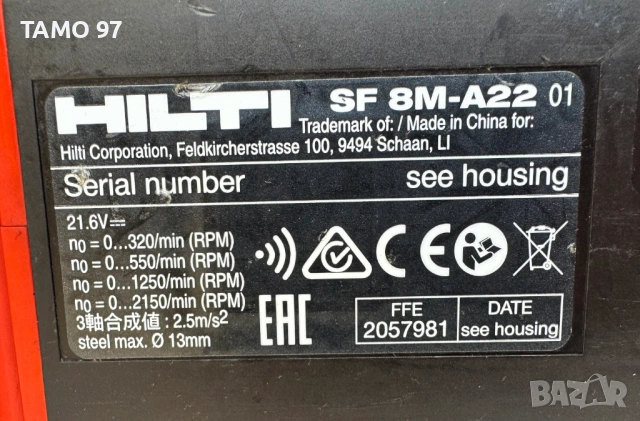 TAMO 97
HILTI SF 8M-A22 01
Trademark of: / Made in China for:
Hilti Corporation, Feldkircherstrasse 100, 9494 Schaan, LI
Serial number see housing
21.6V
n0 = 0...320/min (RPM)
n0 = 0...550/min (RPM)
n0 = 0...1250/min (RPM)
n0 = 0...2150/min (RPM)
3軸合成値 : 2.5m/s²
steel max. Ø 13mm
CE
EAC
FFE
2057981
DATE
see housing
BAZAR